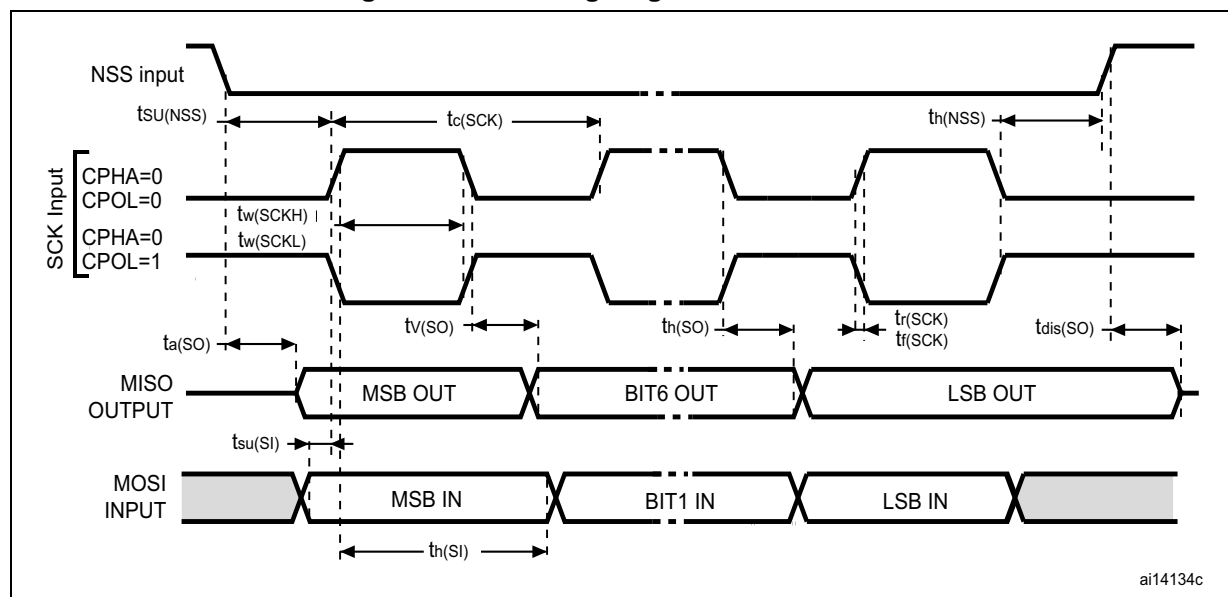 NSS input
tSU(NSS)
tc(SCK)
th(NSS)
SCK Input
CPHA=0
CPOL=0
tw(SCKH)
CPHA=0
tw(SCKL)
CPOL=1
tV(SO)
th(SO)
tr(SCK)
tf(SCK)
tdis(SO)
ta(SO)
MISO
OUTPUT
MSB OUT
BIT6 OUT
LSB OUT
tsu(SI)
MOSI
INPUT
MSB IN
BIT1 IN
LSB IN
th(SI)
ai14134c